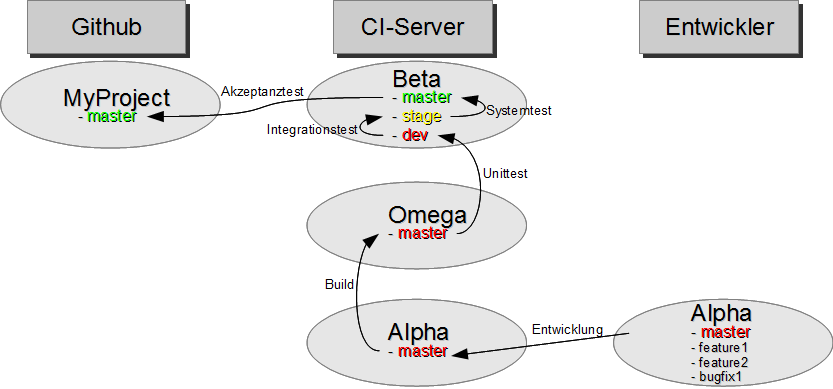 Github
CI-Server
Entwickler
MyProject
- master
Akzeptanztest
Beta
- master
- stage
- dev
Systemtest
Integrationstest
Unittest
Omega
- master
Build
Alpha
- master
Entwicklung
Alpha
- master
- feature1
- feature2
- bugfix1